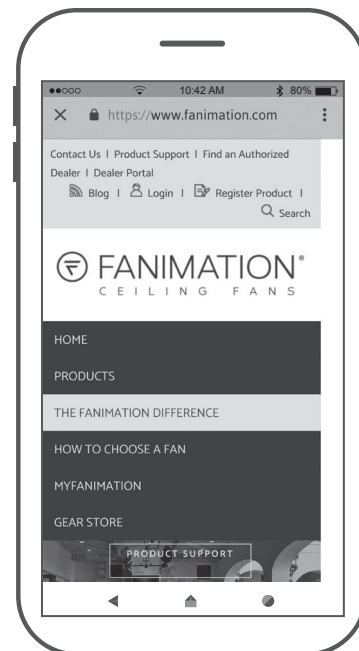 10:42 AM 80%
https://www.fanimation.com
Contact Us | Product Support | Find an Authorized
Dealer | Dealer Portal
Blog | Login | Register Product |
Search
FANIMATION®
CEILING FANS
HOME
PRODUCTS
THE FANIMATION DIFFERENCE
HOW TO CHOOSE A FAN
MYFANIMATION
GEAR STORE
PRODUCT SUPPORT